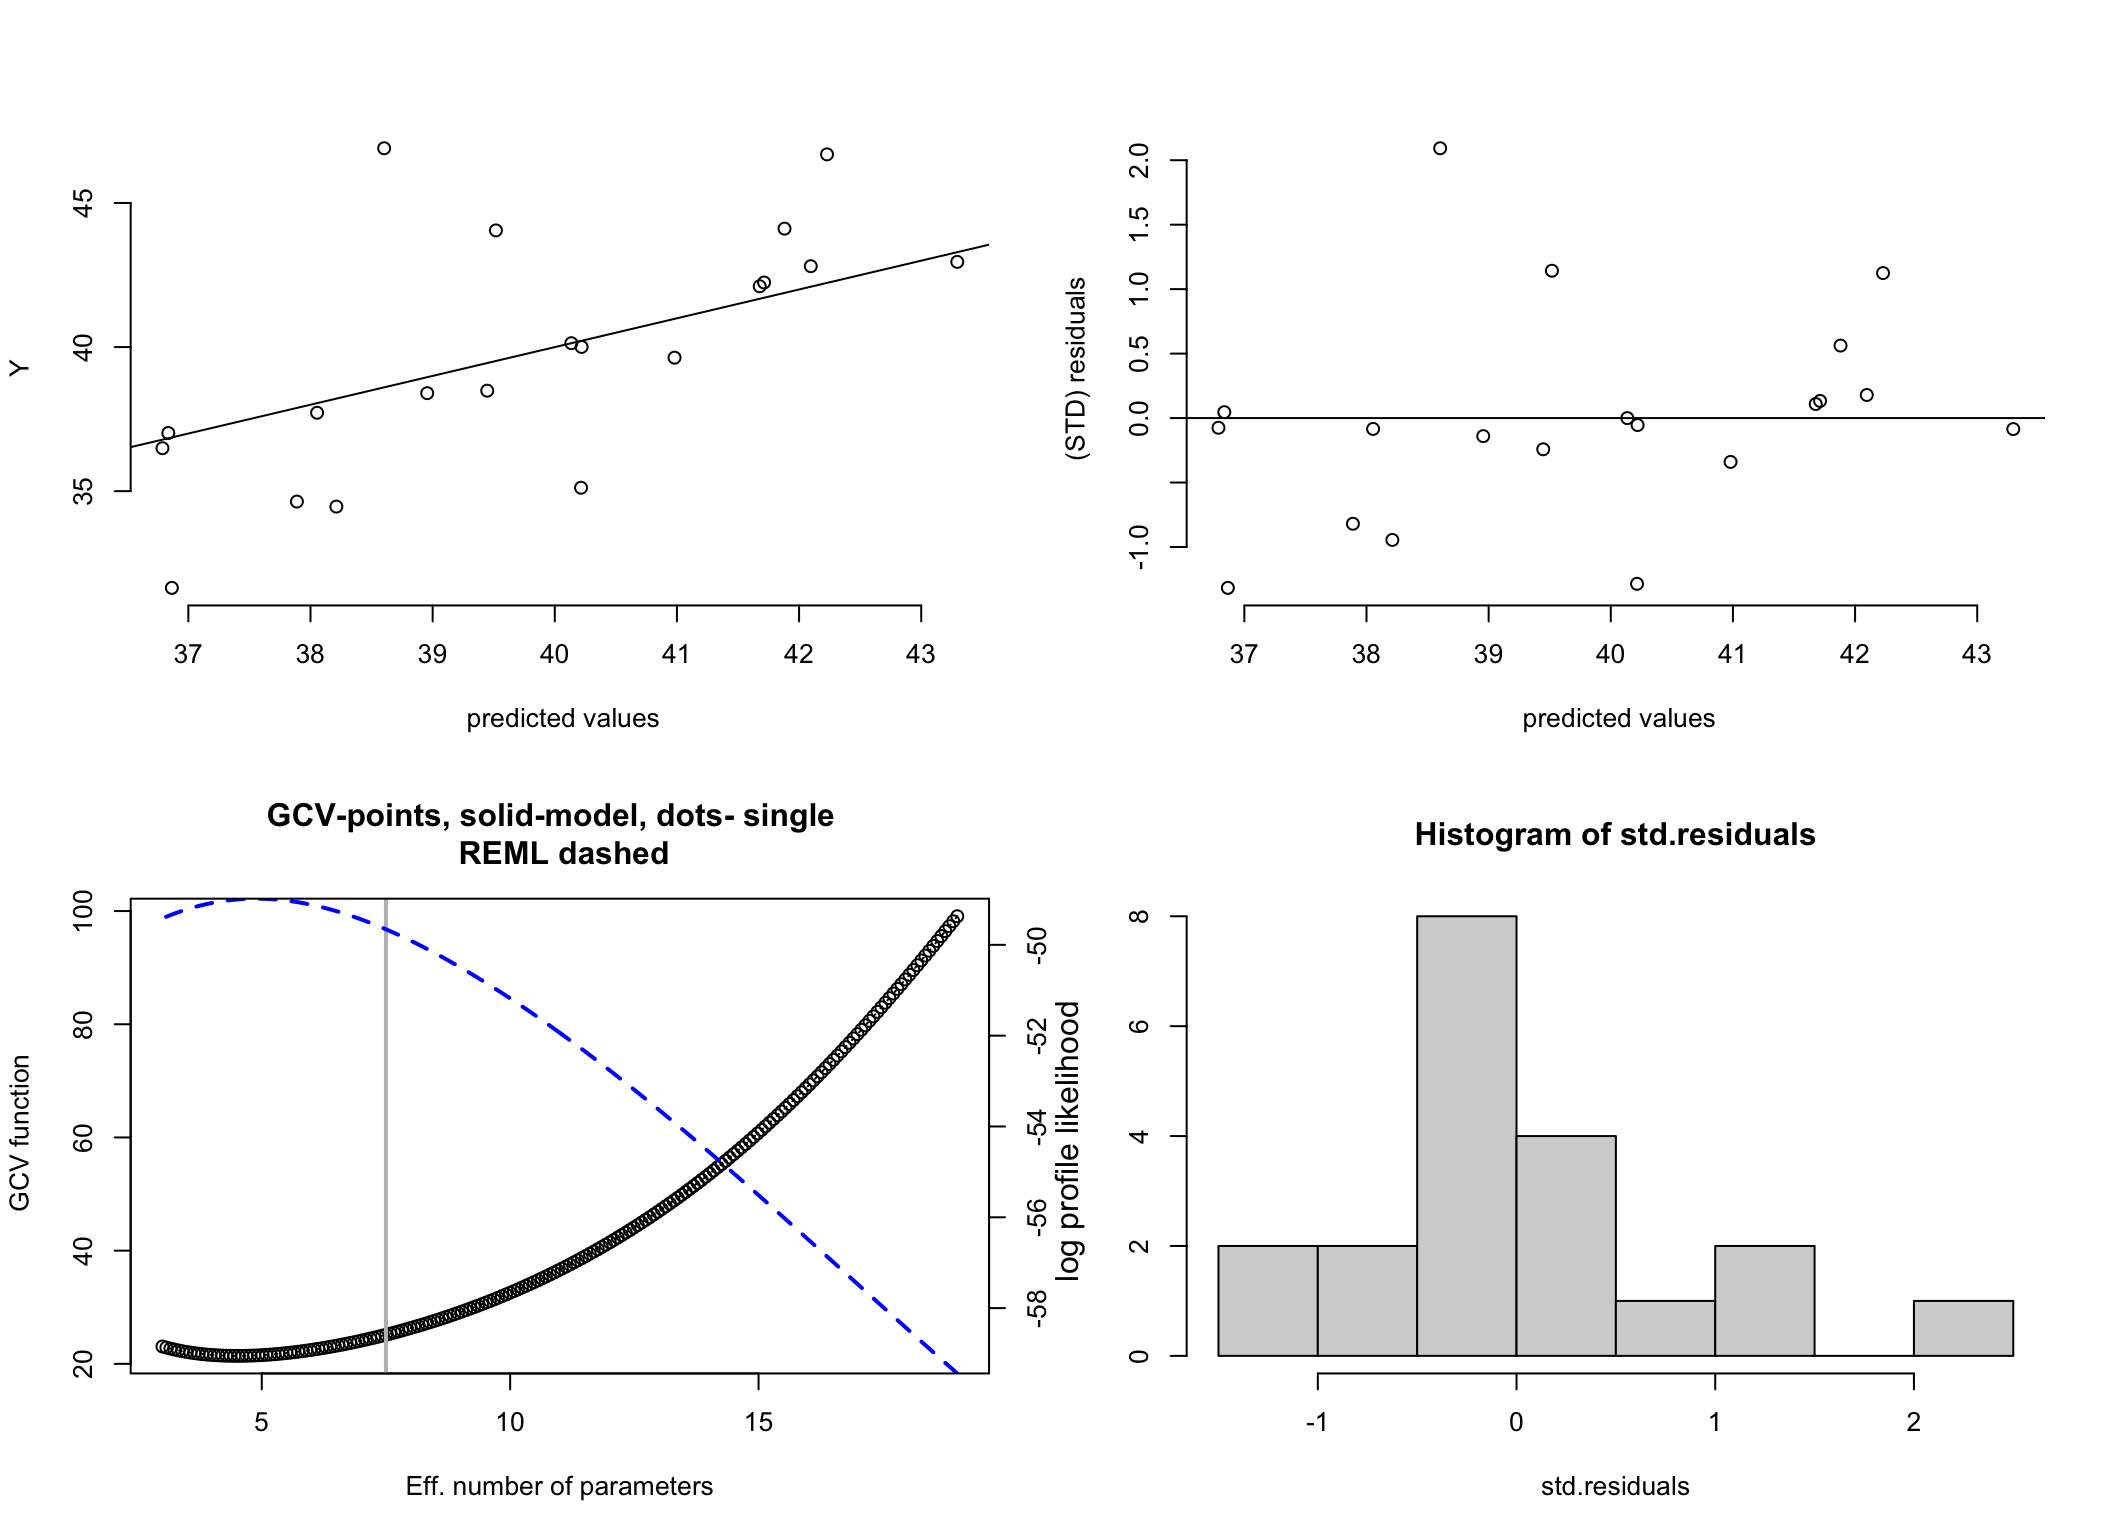 Y
45
40
35
37 38 39 40 41 42 43
predicted values
(STD) residuals
2.0
1.5
1.0
0.5
0.0
-1.0
37 38 39 40 41 42 43
predicted values
GCV-points, solid-model, dots- single
REML dashed
GCV function
100
80
60
40
20
5 10 15
Eff. number of parameters
-50
-52
-54
-56
-58
log profile likelihood
Histogram of std.residuals
8
6
4
2
0
-1 0 1 2
std.residuals